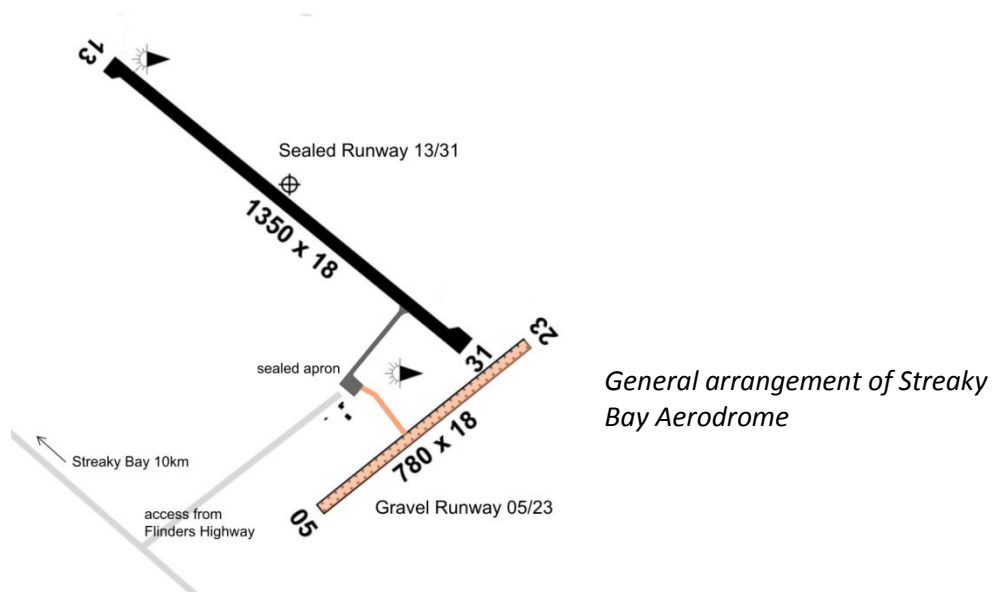 13
Sealed Runway 13/31
1350 x 18
31
23
sealed apron
780 x 18
General arrangement of Streaky
Bay Aerodrome
Streaky Bay 10km
05
Gravel Runway 05/23
access from
Flinders Highway